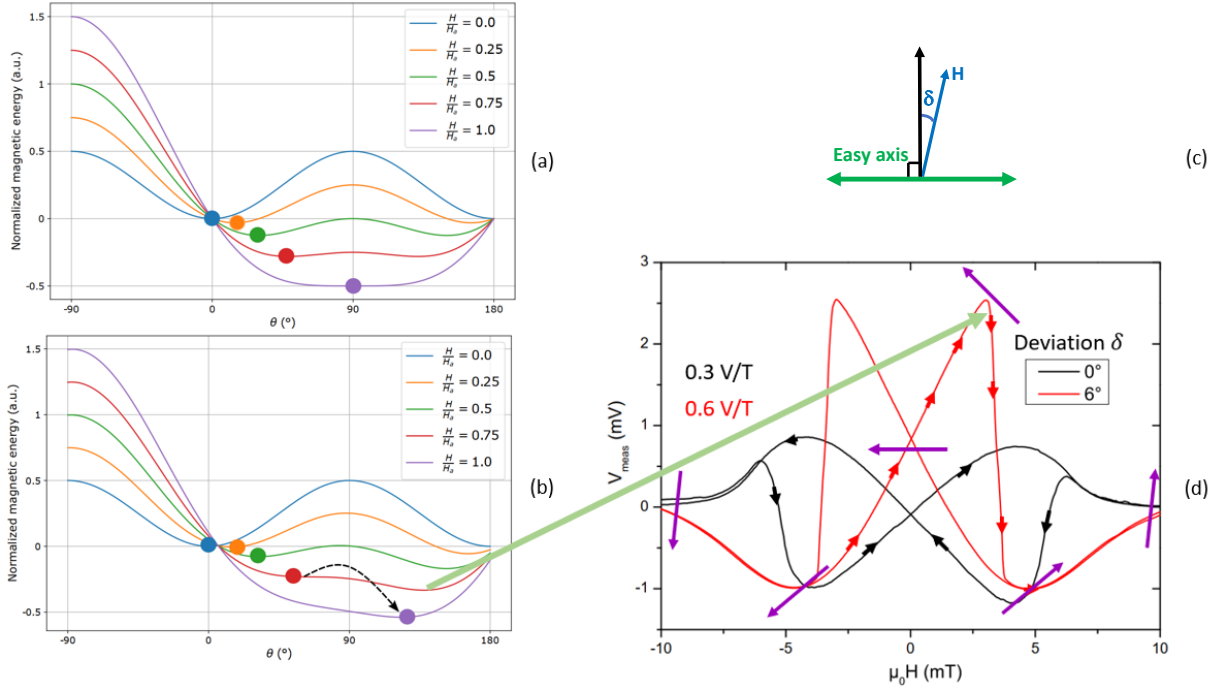 Normalized magnetic energy (a.u.)
1.5
1
0.5
0
-0.5
-90
0
90
180
θ (°)
H/Hₐ = 0.0
H/Hₐ = 0.25
H/Hₐ = 0.5
H/Hₐ = 0.75
H/Hₐ = 1.0
(a)
Normalized magnetic energy (a.u.)
1.5
1.0
0.5
0
-0.5
-90
0
90
180
θ (°)
H/Hₐ = 0.0
H/Hₐ = 0.25
H/Hₐ = 0.5
H/Hₐ = 0.75
H/Hₐ = 1.0
(b)
H
δ
Easy axis
(c)
V_meas (mV)
3
2
1
0
-1
-10
-5
0
5
10
μ₀H (mT)
0.3 V/T
0.6 V/T
Deviation δ
0°
6°
(d)